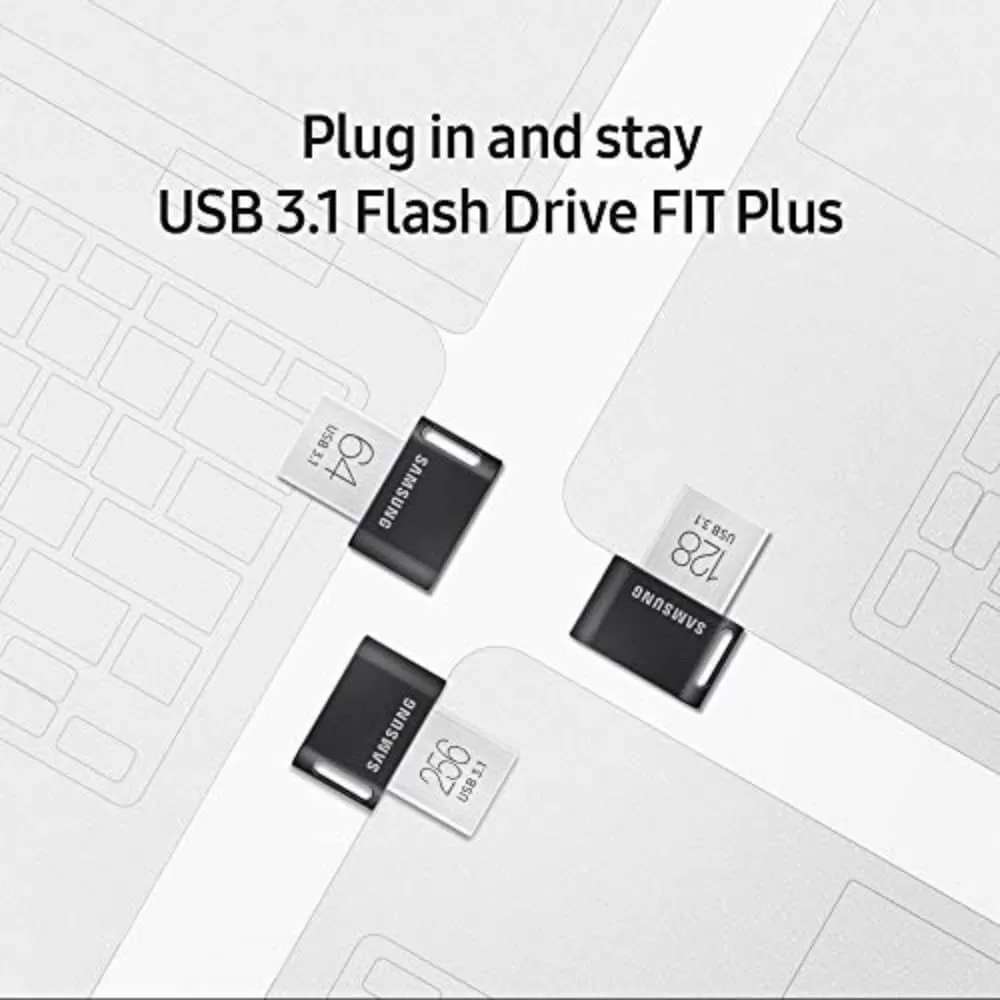 Plug in and stay
USB 3.1 Flash Drive FIT Plus
64
USB 3.1
SAMSUNG
128
USB 3.1
SAMSUNG
SAMSUNG
256
USB 3.1